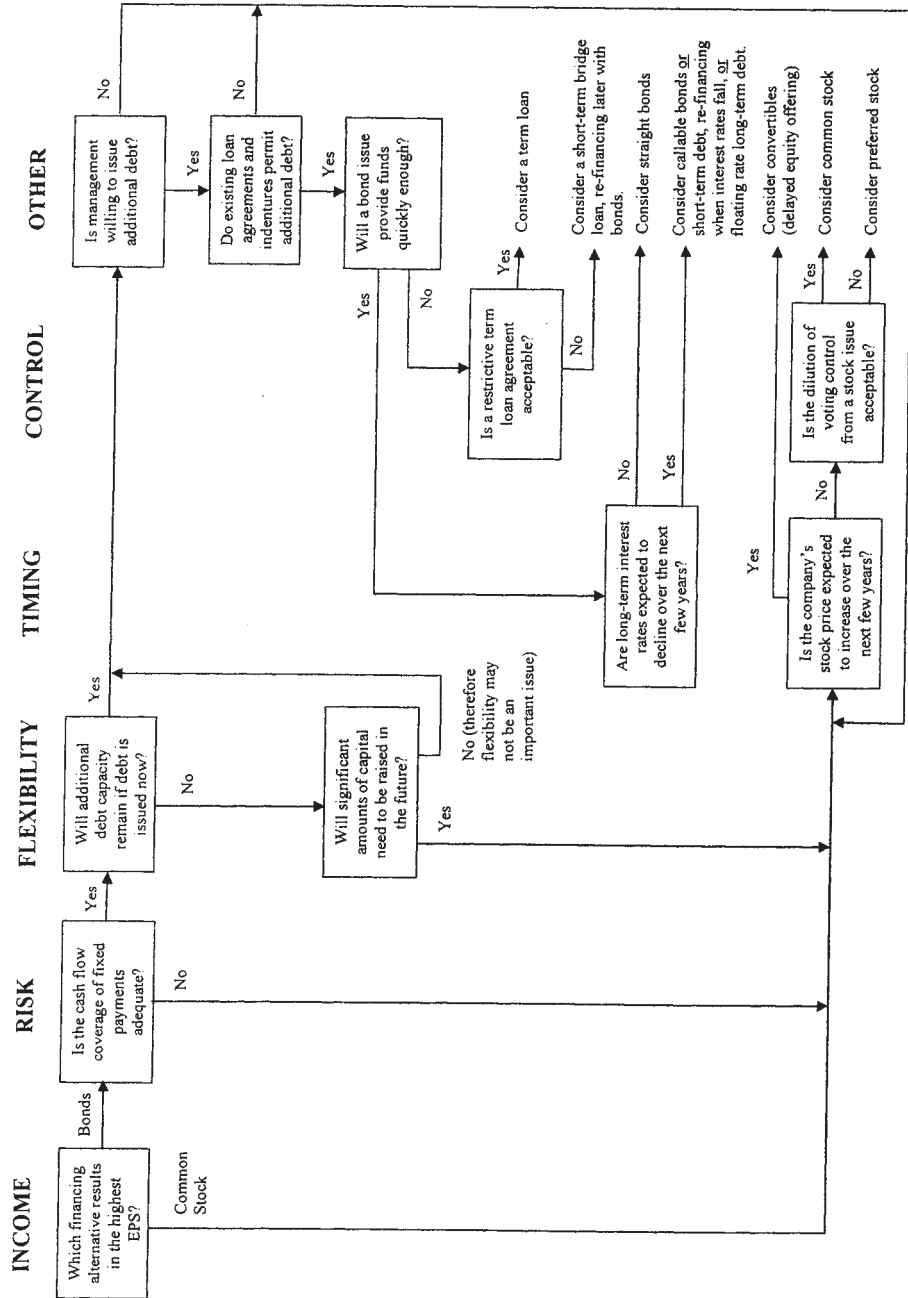 INCOME
RISK
FLEXIBILITY
TIMING
CONTROL
OTHER
Which financing
alternative results
in the highest
EPS?
Bonds
Common
Stock
Is the cash flow
coverage of fixed
payments
adequate?
Yes
No
Will additional
debt capacity
remain if debt is
issued now?
Yes
No
Will significant
amounts of capital
need to be raised in
the future?
Yes
No (therefore
flexibility may
not be an
important issue)
Is management
willing to issue
additional debt?
No
Yes
Do existing loan
agreements and
indentures permit
additional debt?
No
Yes
Will a bond issue
provide funds
quickly enough?
Yes
No
Is a restrictive term
loan agreement
acceptable?
Yes
No
Consider a term loan
Consider a short-term bridge
loan, re-financing later with
bonds.
Are long-term interest
rates expected to
decline over the next
few years?
No
Yes
Consider straight bonds
Consider callable bonds or
short-term debt, re-financing
when interest rates fall, or
floating rate long-term debt.
Is the company's
stock price expected
to increase over the
next few years?
Yes
No
Consider convertibles
(delayed equity offering)
Is the dilution of
voting control
from a stock issue
acceptable?
Yes
No
Consider common stock
Consider preferred stock